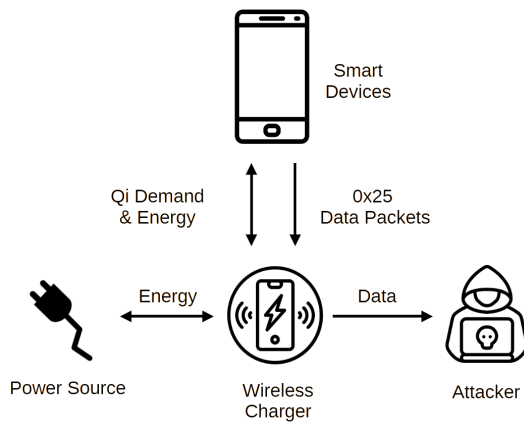 Smart
Devices
Qi Demand
& Energy
0x25
Data Packets
Energy
Data
Power Source
Wireless
Charger
Attacker